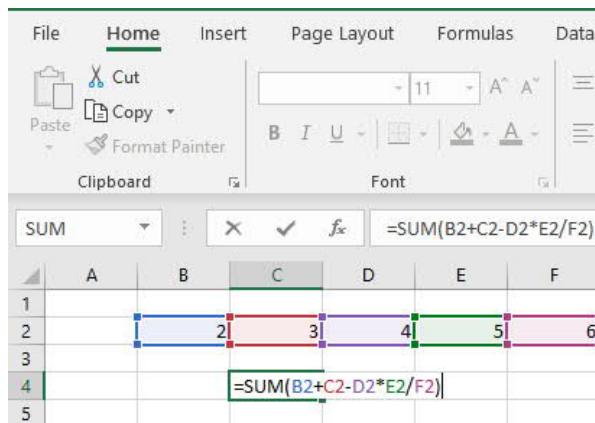 File Home Insert Page Layout Formulas Data
Cut
Copy
Paste
Format Painter
11 A^ Aˇ
B I U A
Clipboard Font
SUM fx =SUM(B2+C2-D2*E2/F2)
A B C D E F
1
2 2 3 4 5 6
3
4 =SUM(B2+C2-D2*E2/F2)
5